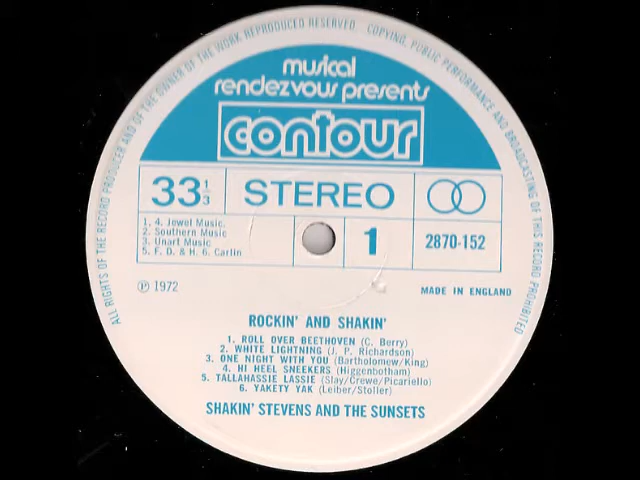 ALL RIGHTS OF THE RECORD PRODUCER AND OF THE OWNER OF THE WORK REPRODUCED RESERVED COPYING, PUBLIC PERFORMANCE AND BROADCASTING OF THIS RECORD PROHIBITED
musical
rendezvous presents
contour
33 1/3 STEREO
1. 4. Jewel Music.
2. Southern Music
3. Unart Music
5. F. D. & H. 6. Carlin
1
2870-152
℗ 1972
MADE IN ENGLAND
ROCKIN' AND SHAKIN'
1. ROLL OVER BEETHOVEN (C. Berry)
2. WHITE LIGHTNING (J. P. Richardson)
3. ONE NIGHT WITH YOU (Bartholomew/King)
4. HI HEEL SNEEKERS (Higgenbotham)
5. TALLAHASSIE LASSIE (Slay/Crewe/Picariello)
6. YAKETY YAK (Leiber/Stoller)
SHAKIN' STEVENS AND THE SUNSETS